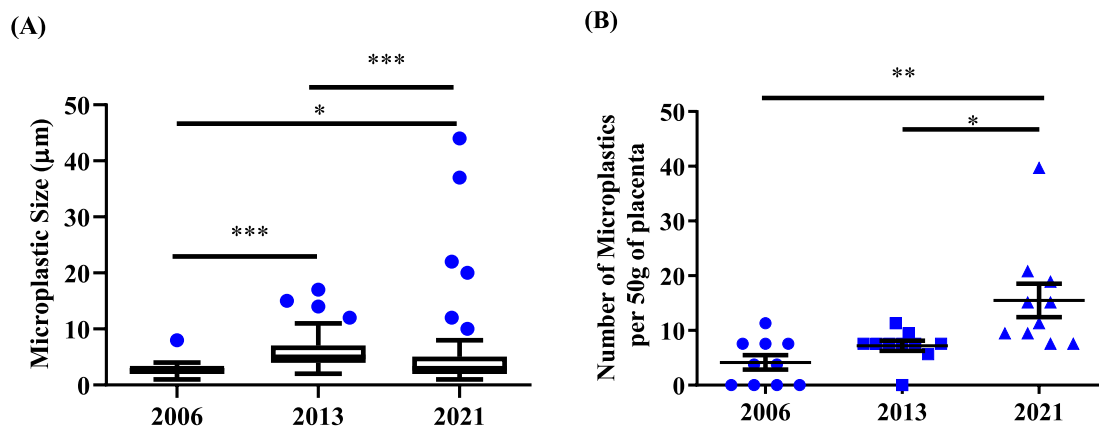 (A)
***
*
***
Microplastic Size (μm)
50
40
30
20
10
0
2006 2013 2021
(B)
**
*
Number of Microplastics
per 50g of placenta
50
40
30
20
10
0
2006 2013 2021